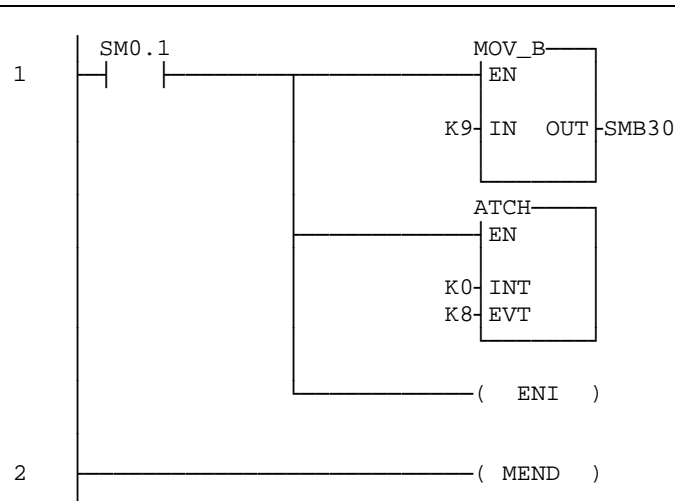 SM0.1 MOV_B
1 EN
K9 IN OUT SMB30
ATCH
EN
K0 INT
K8 EVT
( ENI )
2 ( MEND )